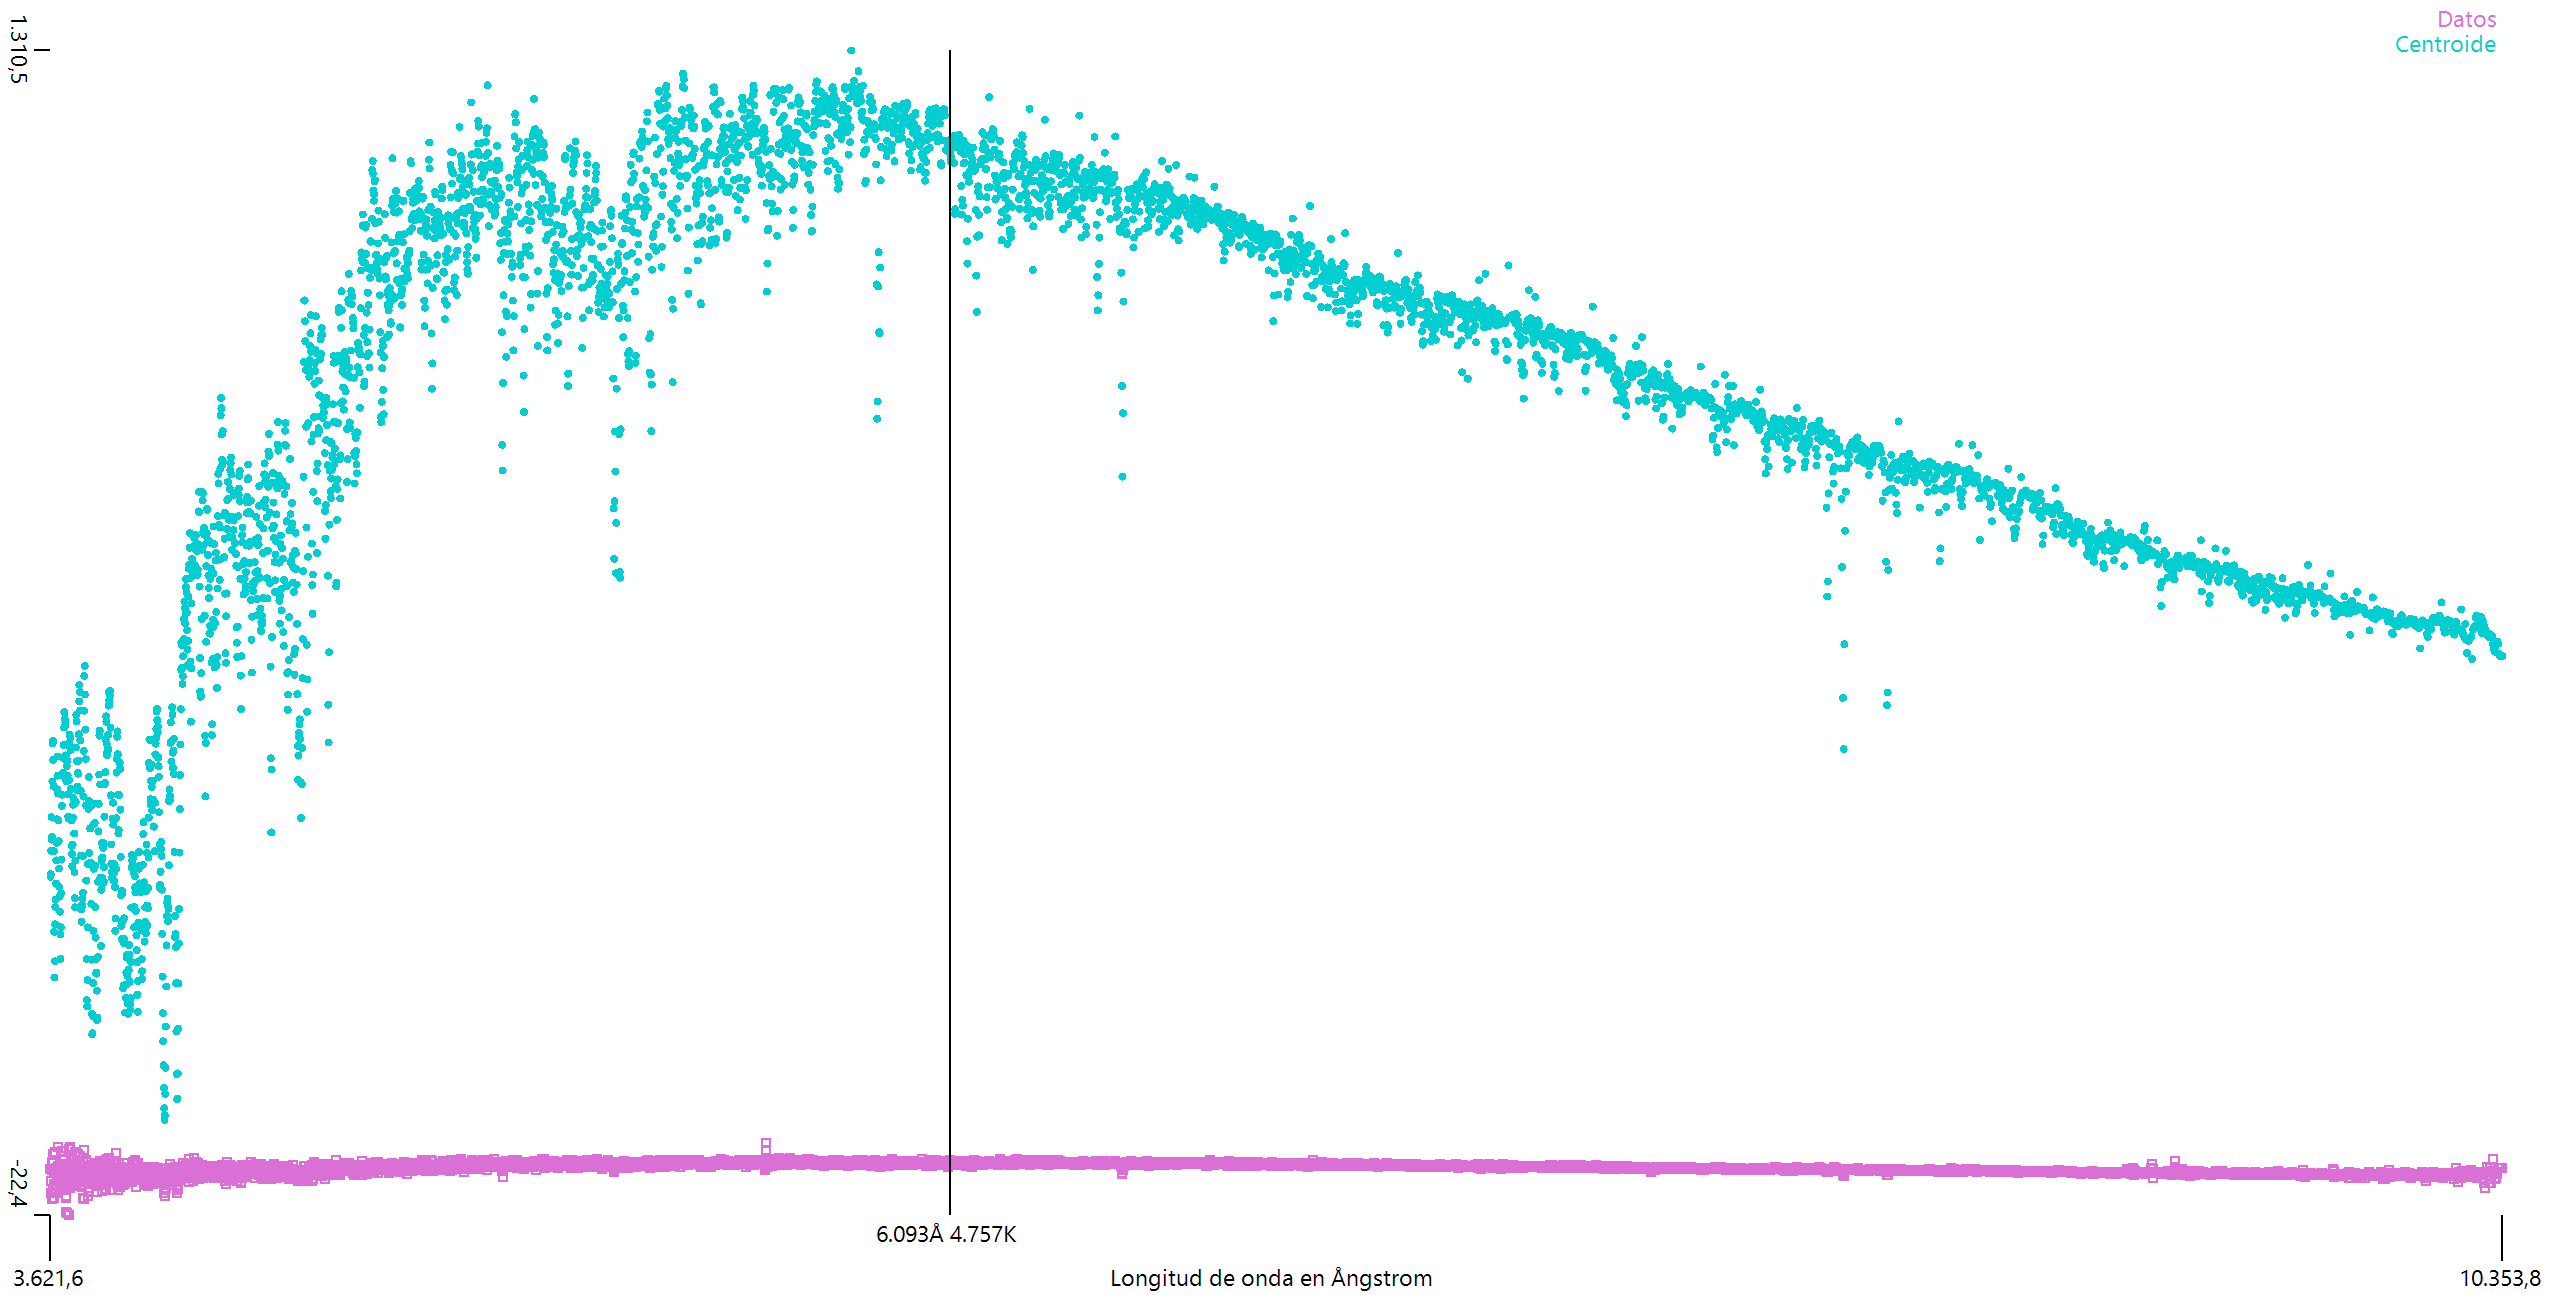 Datos
Centroide
1.310,5
-22,4
6.093Å 4.757K
3.621,6
Longitud de onda en Ångstrom
10.353,8